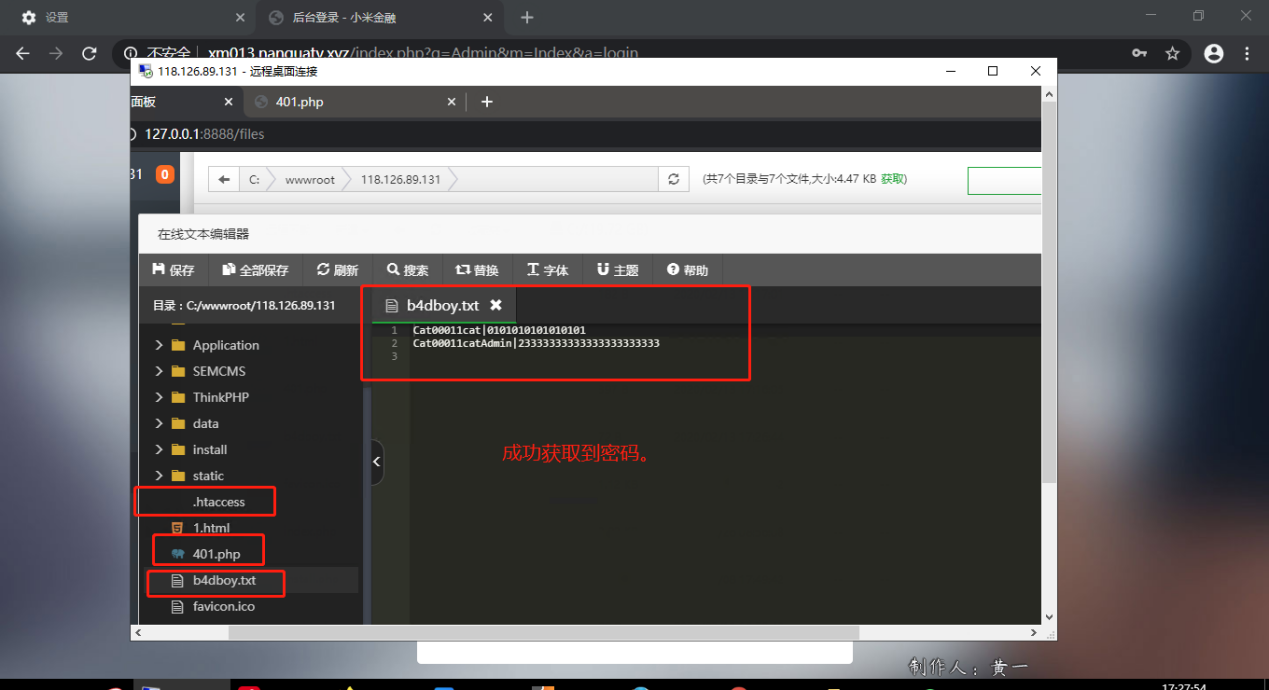 设置
后台登录 - 小米金融
不安全 | xm013.nanquatv.xyz/index.php?g=Admin&m=Index&a=login
118.126.89.131 - 远程桌面连接
面板
401.php
127.0.0.1:8888/files
31 0
C: wwwroot 118.126.89.131 (共7个目录与7个文件,大小:4.47 KB 获取)
在线文本编辑器
保存 全部保存 刷新 搜索 替换 字体 主题 帮助
目录：C:/wwwroot/118.126.89.131
b4dboy.txt
1 Cat00011cat|0101010101010101
2 Cat00011catAdmin|23333333333333333333333
3
Application
SEMCMS
ThinkPHP
data
install
static
.htaccess
1.html
401.php
b4dboy.txt
favicon.ico
成功获取到密码。
制作人：黄一
17:27:54